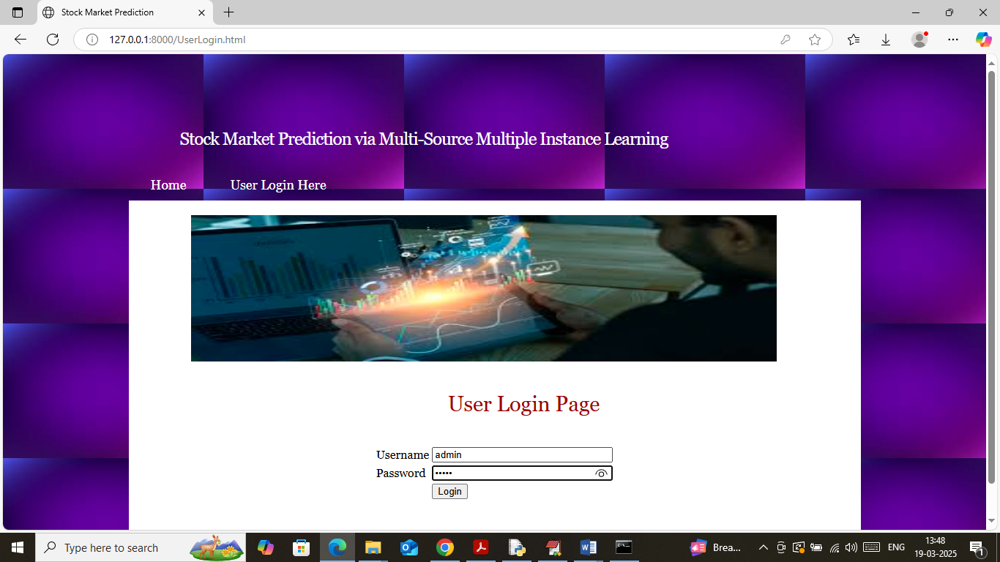 Stock Market Prediction
127.0.0.1:8000/UserLogin.html
Stock Market Prediction via Multi-Source Multiple Instance Learning
Home User Login Here
User Login Page
Username admin
Password •••••
Login
Type here to search
Brea...
ENG
13:48
19-03-2025
1